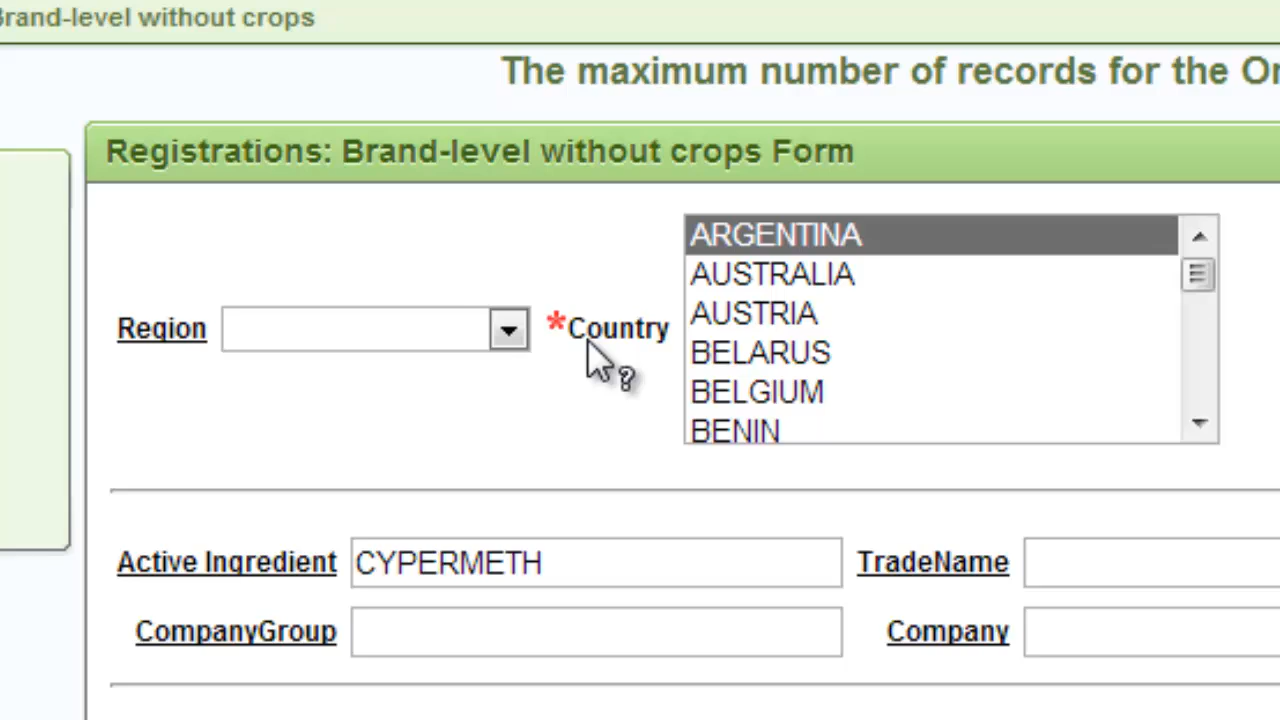 Brand-level without crops
The maximum number of records for the
Registrations: Brand-level without crops Form
ARGENTINA
AUSTRALIA
AUSTRIA
Region *Country
BELARUS
BELGIUM
BENIN
Active Ingredient CYPERMETH TradeName
CompanyGroup Company